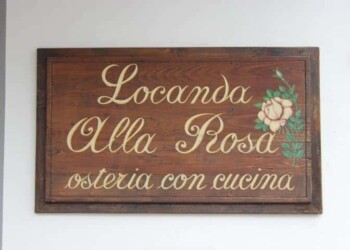 Locanda
Alla Rosa
osteria con cucina